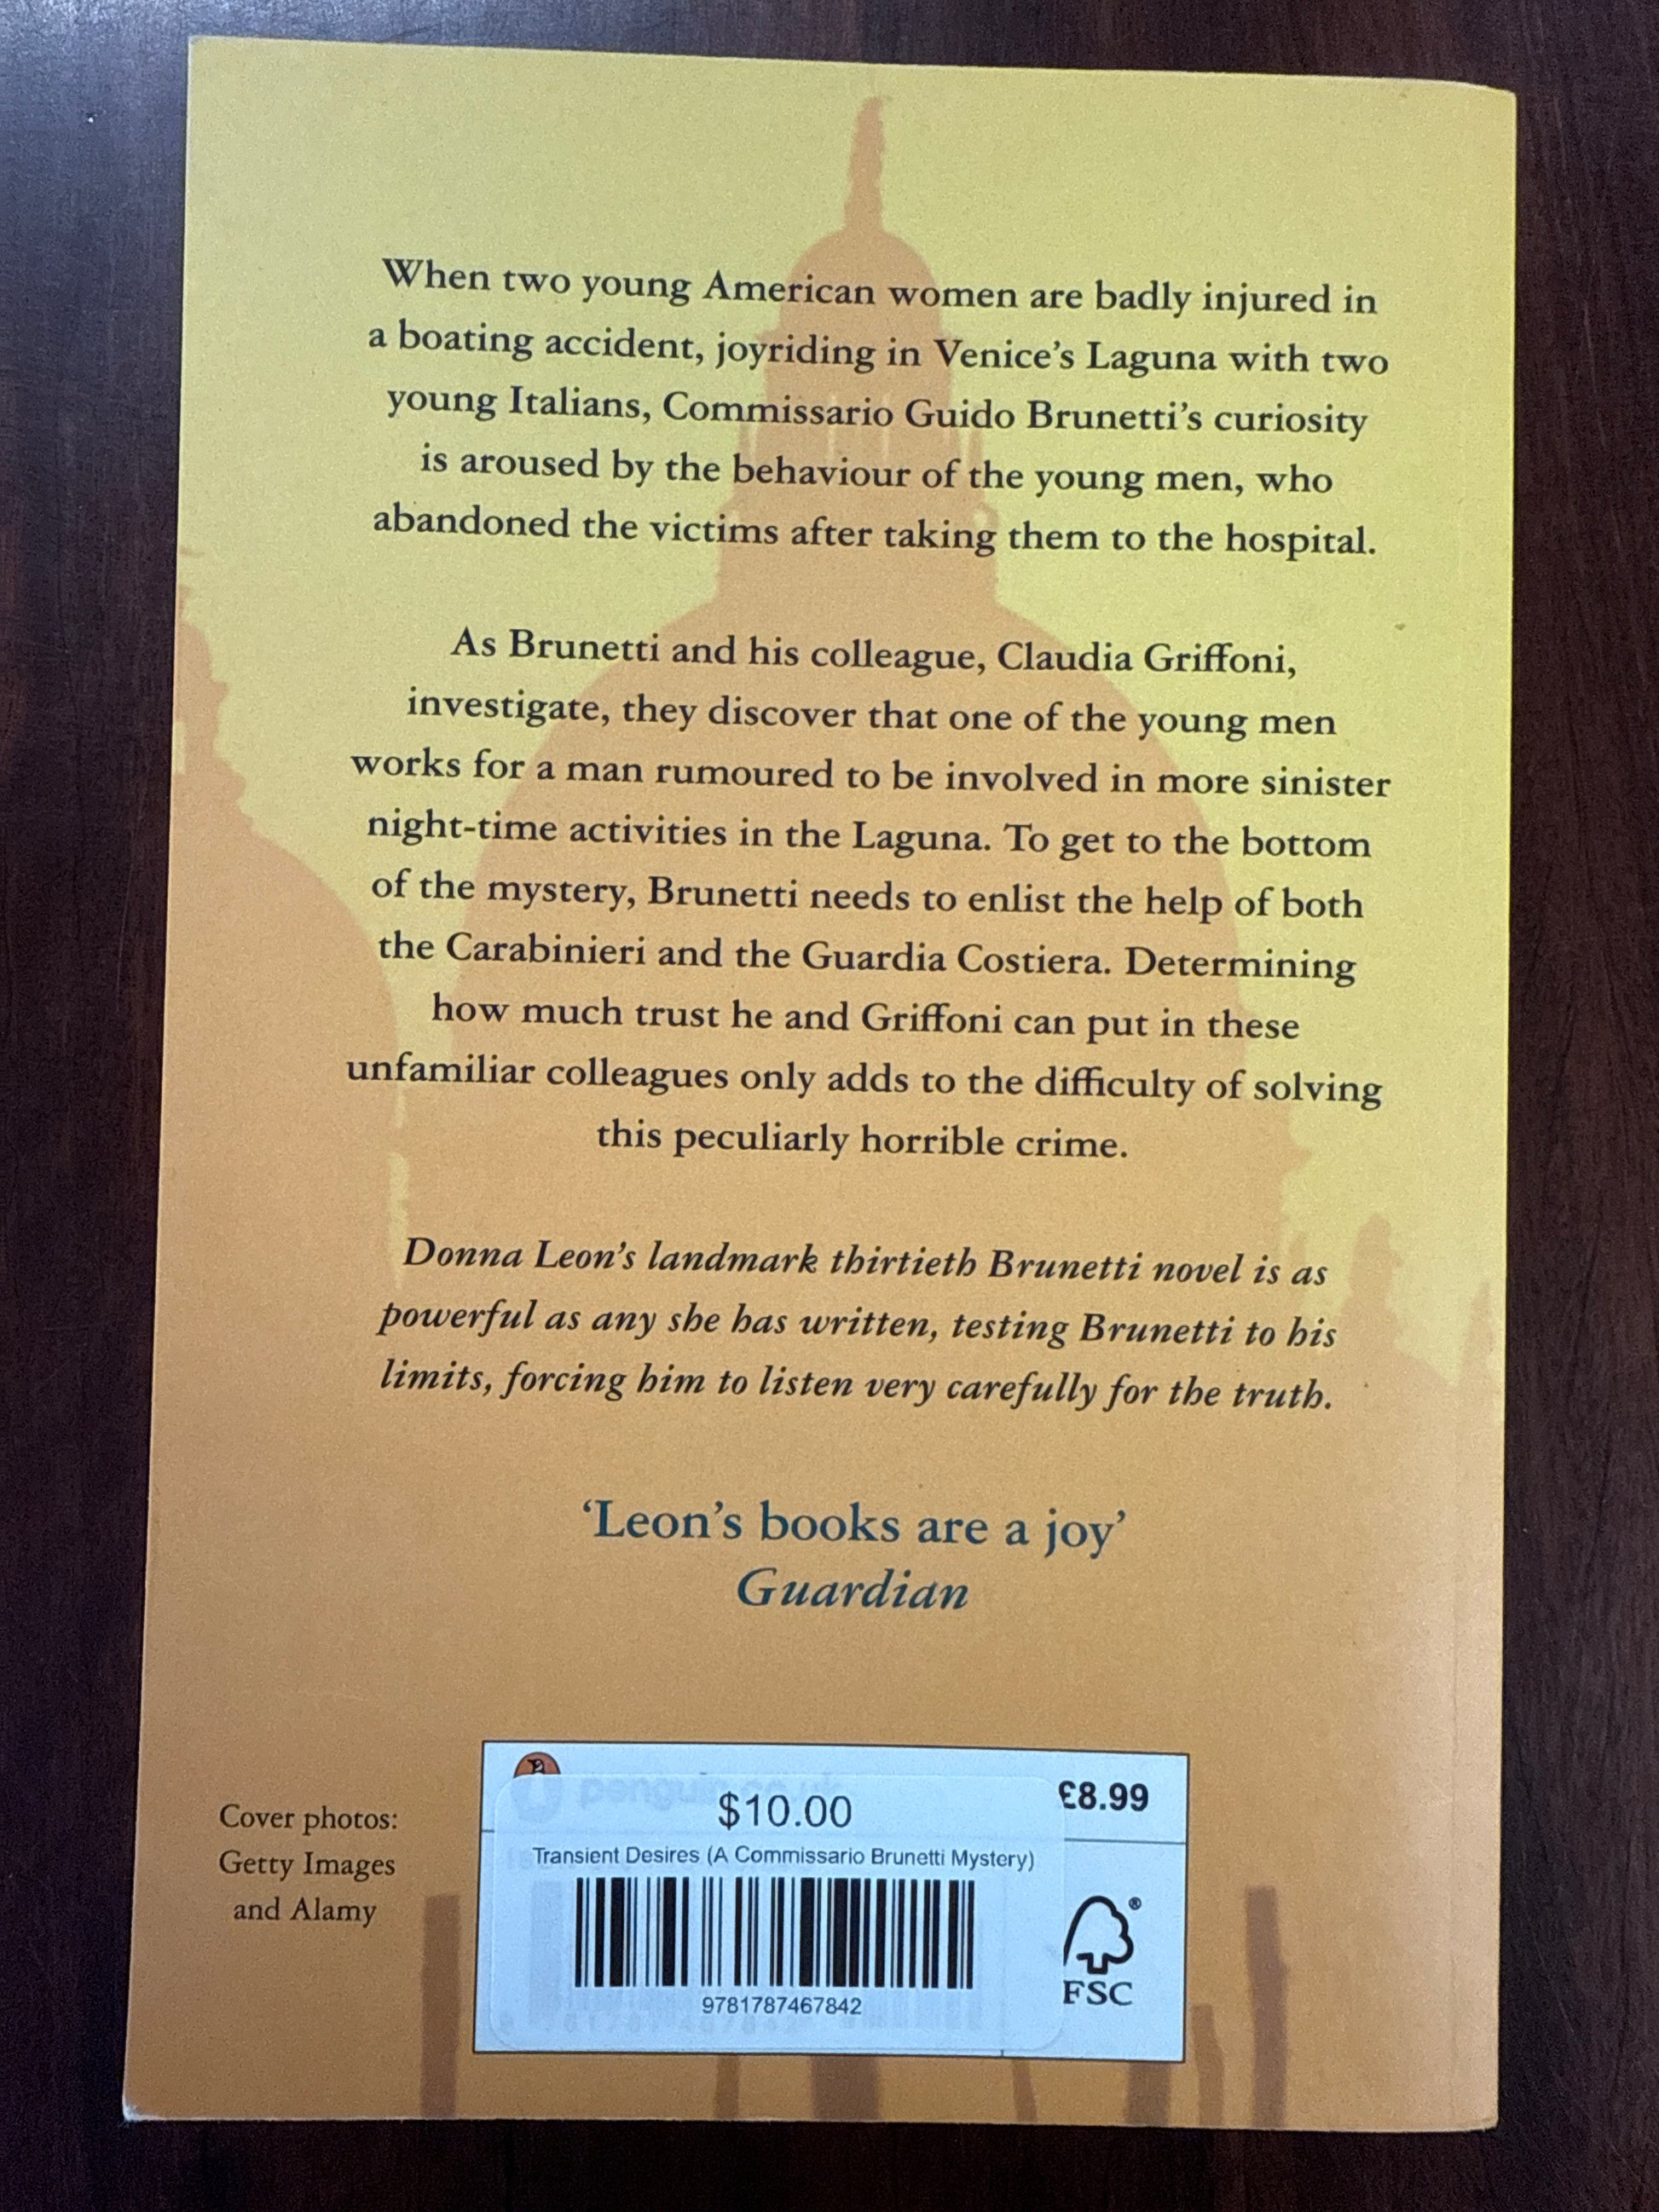 When two young American women are badly injured in
a boating accident, joyriding in Venice's Laguna with two
young Italians, Commissario Guido Brunetti's curiosity
is aroused by the behaviour of the young men, who
abandoned the victims after taking them to the hospital.
As Brunetti and his colleague, Claudia Griffoni,
investigate, they discover that one of the young men
works for a man rumoured to be involved in more sinister
night-time activities in the Laguna. To get to the bottom
of the mystery, Brunetti needs to enlist the help of both
the Carabinieri and the Guardia Costiera. Determining
how much trust he and Griffoni can put in these
unfamiliar colleagues only adds to the difficulty of solving
this peculiarly horrible crime.
Donna Leon's landmark thirtieth Brunetti novel is as
powerful as any she has written, testing Brunetti to his
limits, forcing him to listen very carefully for the truth.
‘Leon’s books are a joy’
Guardian
Cover photos:
Getty Images
and Alamy
penguin.co.uk
£8.99
$10.00
Transient Desires (A Commissario Brunetti Mystery)
9781787467842
®
FSC